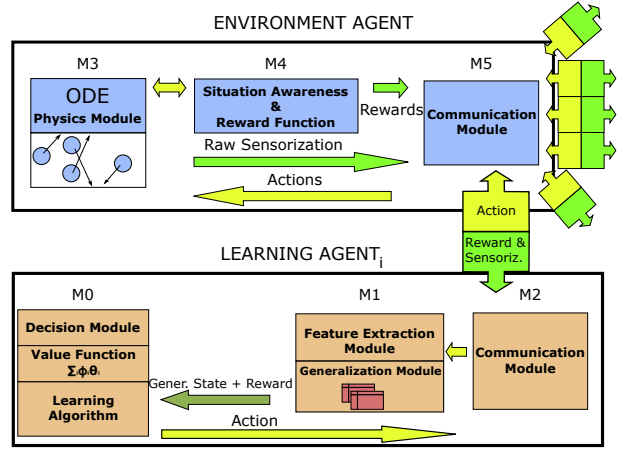 ENVIRONMENT AGENT
M3
M4
M5
ODE
Physics Module
Situation Awareness
&
Reward Function
Rewards
Communication
Module
Raw Sensorization
Actions
Action
Reward &
Sensoriz.
LEARNING AGENTi
M0
M1
M2
Decision Module
Value Function
Σᵢϕᵢθᵢ
Learning
Algorithm
Gener. State + Reward
Feature Extraction
Module
Generalization Module
Communication
Module
Action